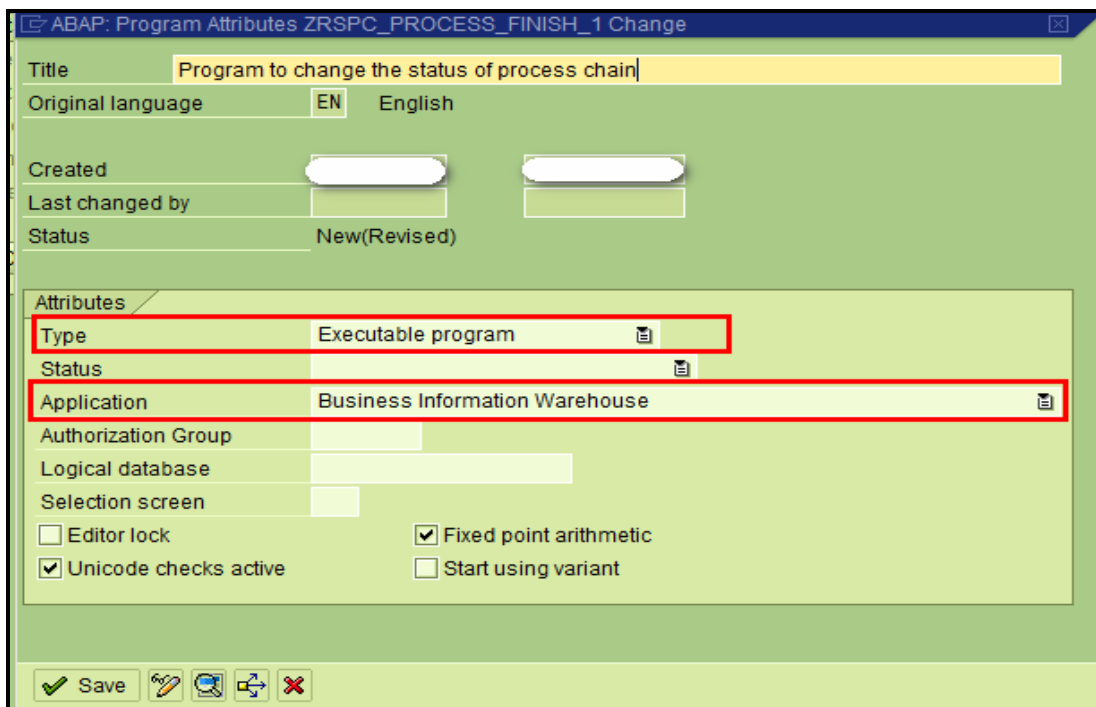 ABAP: Program Attributes ZRSPC_PROCESS_FINISH_1 Change
Title Program to change the status of process chain
Original language EN English
Created
Last changed by
Status New(Revised)
Attributes
Type Executable program
Status
Application Business Information Warehouse
Authorization Group
Logical database
Selection screen
Editor lock Fixed point arithmetic
Unicode checks active Start using variant
Save